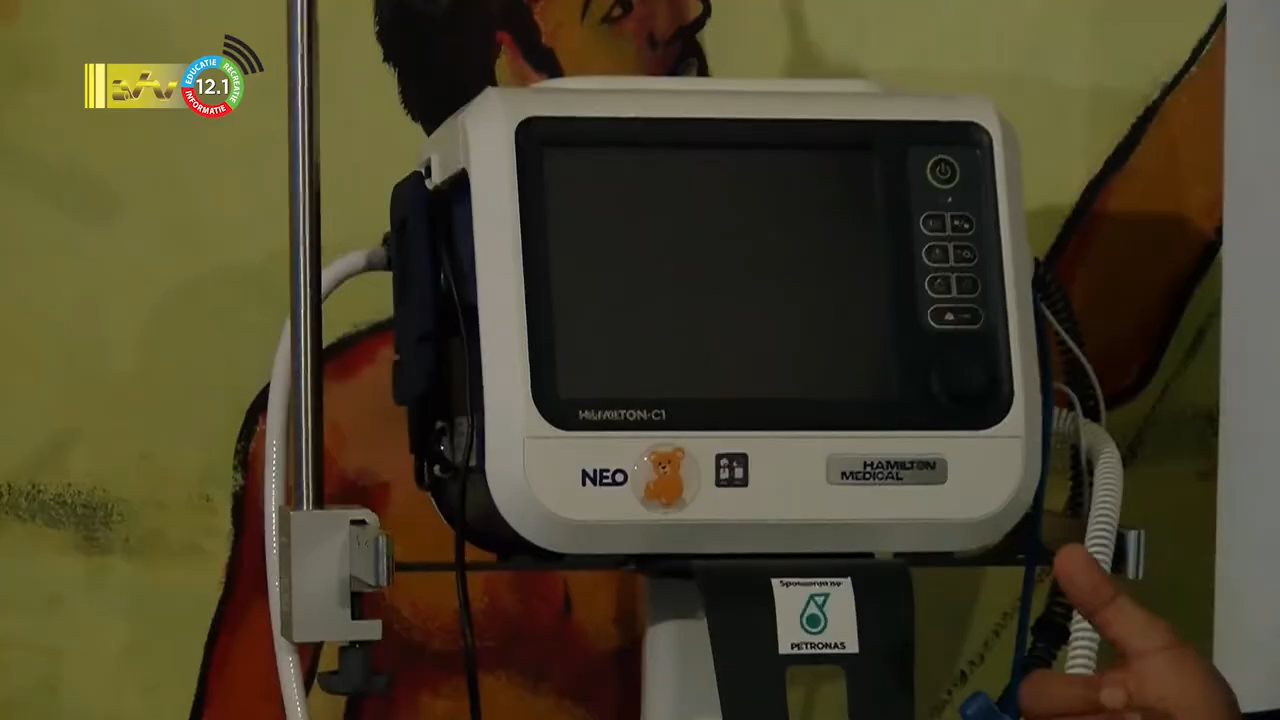 EDUCATIE
RECREATIE
INFORMATIE
12.1
HAMILTON-C1
NEO
HAMILTON
MEDICAL
PETRONAS